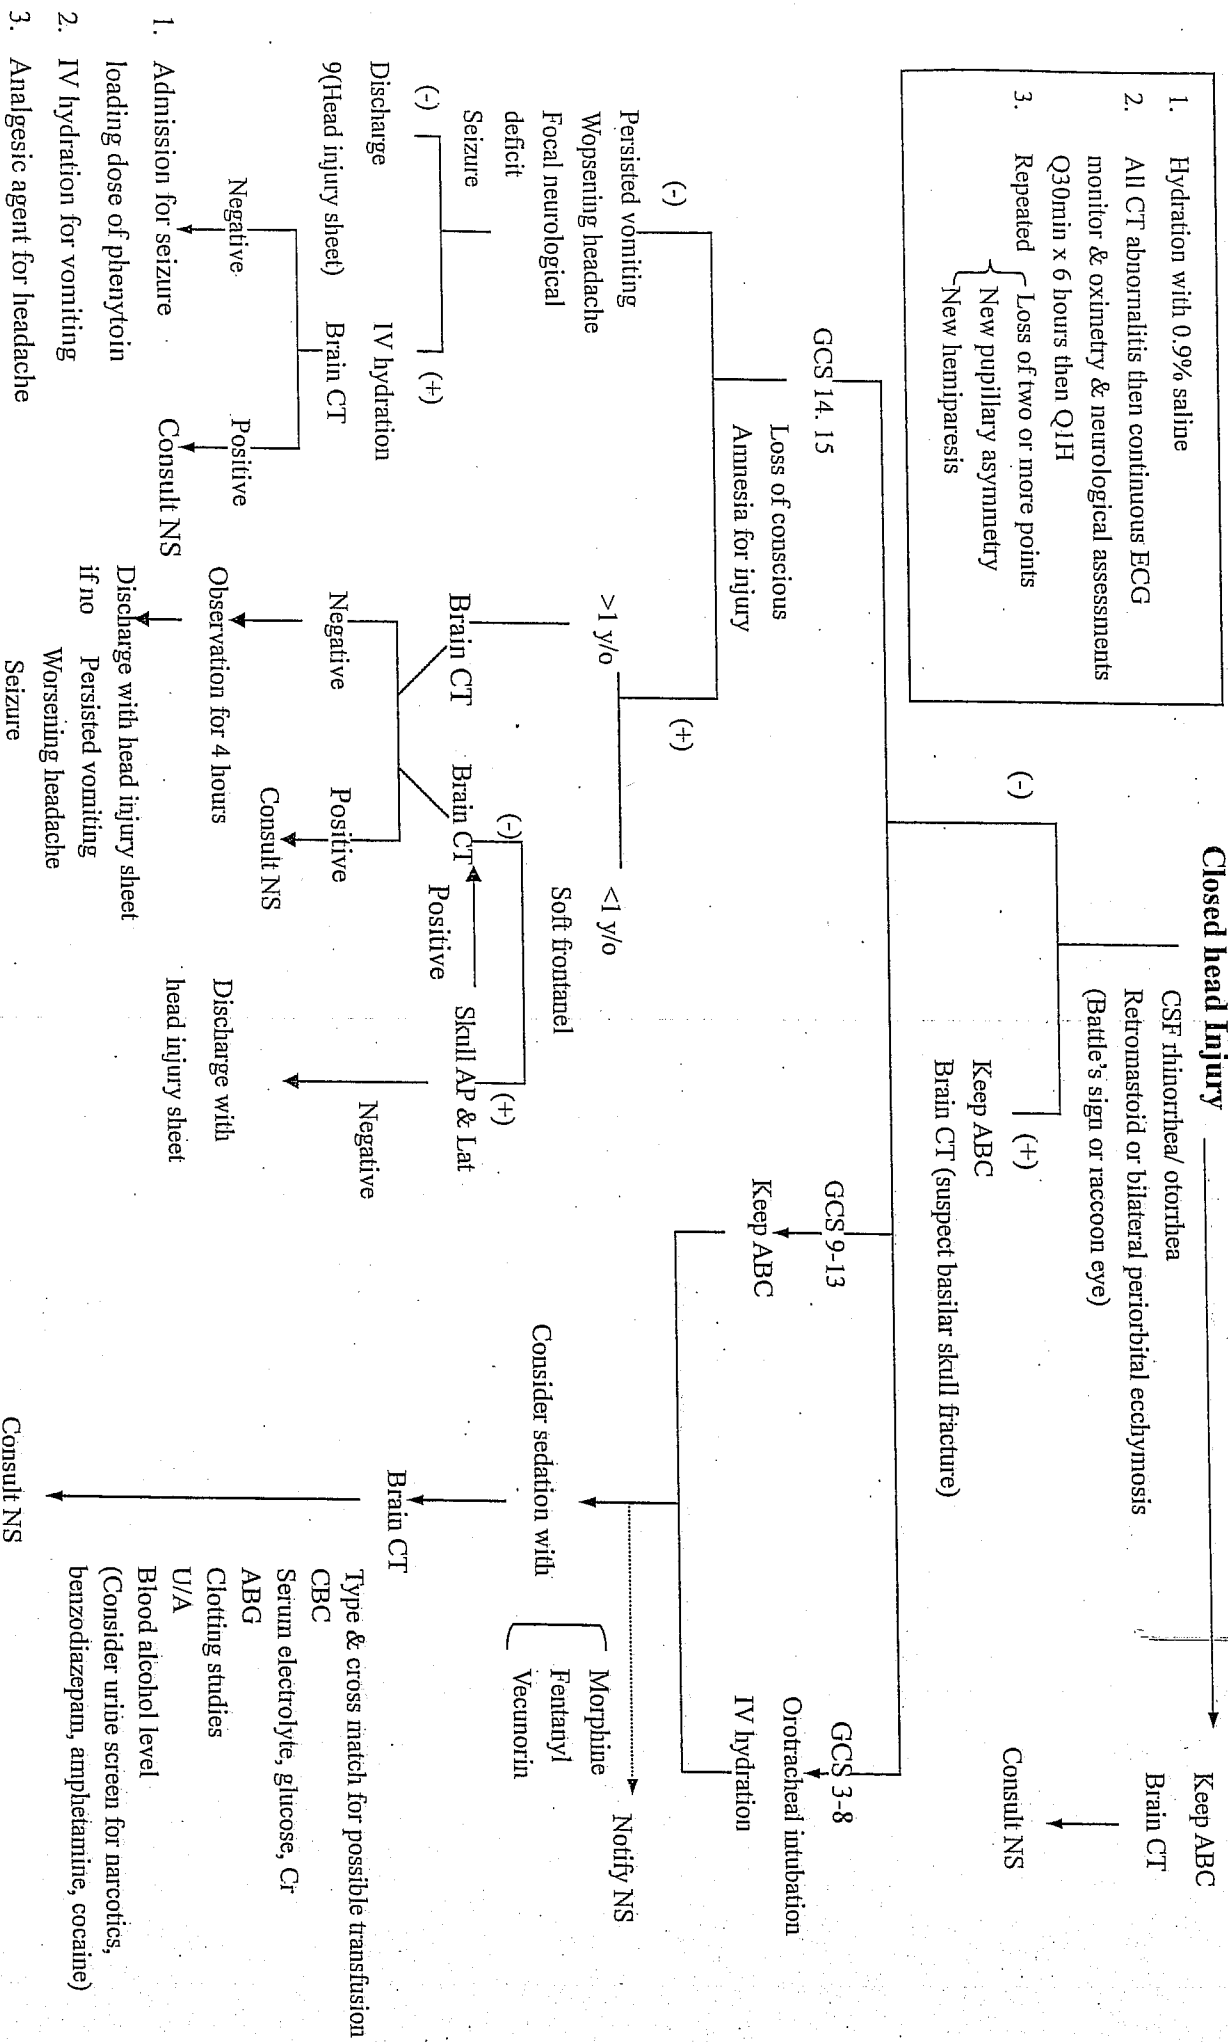 Closed head Injury
Keep ABC
Brain CT
Consult NS
CSF rhinorrhea/ otorrhea
Retromastoid or bilateral periorbital ecchymosis
(Battle's sign or raccoon eye)
1. Hydration with 0.9% saline
2. All CT abnornalitis then continuous ECG
monitor & oximetry & neurological assessments
Q30min x 6 hours then Q1H
3. Repeated
Loss of two or more points
New pupillary asymmetry
New hemiparesis
(-)
(+)
Keep ABC
Brain CT (suspect basilar skull fracture)
GCS 14. 15
GCS 9-13
GCS 3-8
Loss of conscious
Amnesia for injury
Keep ABC
Orotracheal intubation
IV hydration
(-)
(+)
Persisted vomiting
Wopsening headache
Focal neurological
deficit
Seizure
>1 y/o
<1 y/o
Soft frontanel
Notify NS
Consider sedation with
Morphine
Fentanyl
Vecunorin
(-)
(+)
Discharge
9(Head injury sheet)
IV hydration
Brain CT
Brain CT
(-)
Brain CT
Positive
(+)
Skull AP & Lat
Negative
Discharge with
head injury sheet
Brain CT
Type & cross match for possible transfusion
CBC
Serum electrolyte, glucose, Cr
ABG
Clotting studies
U/A
Blood alcohol level
(Consider urine screen for narcotics,
benzodiazepam, amphetamine, cocaine)
Consult NS
Negative
Positive
Consult NS
Negative
Positive
Consult NS
Observation for 4 hours
Discharge with head injury sheet
if no Persisted vomiting
Worsening headache
Seizure
1. Admission for seizure
loading dose of phenytoin
2. IV hydration for vomiting
3. Analgesic agent for headache